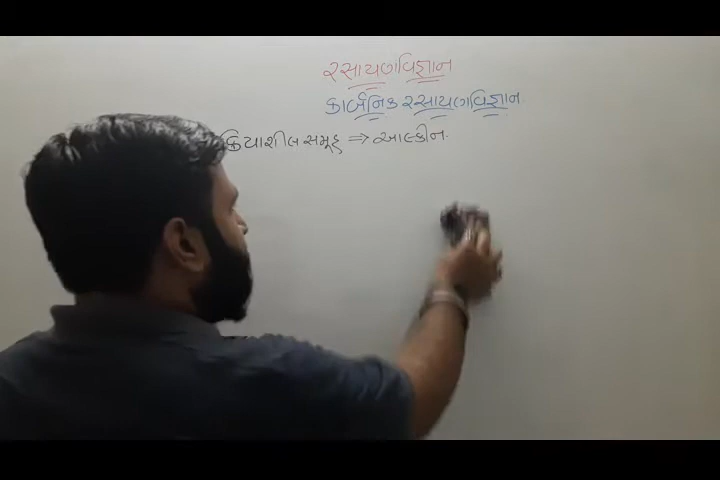 રસાયણવિજ્ઞાન
કાર્બનિક રસાયણવિજ્ઞાન.
ક્રિયાશીલ સમૂહ ⇒ આલ્કીન.